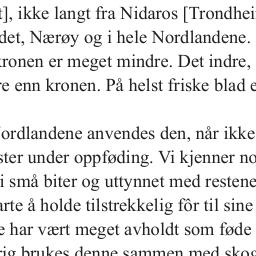 ], ikke langt fra Nidaros [Trondhei
det, Nærøy og i hele Nordlandene.
kronen er meget mindre. Det indre,
re enn kronen. På helst friske blad e
Nordlandene anvendes den, når ikke
ster under oppføding. Vi kjenner no
i små biter og uttynnet med restene
arte å holde tilstrekkelig fôr til sine
e har vært meget avholdt som føde
rig brukes denne sammen med skog